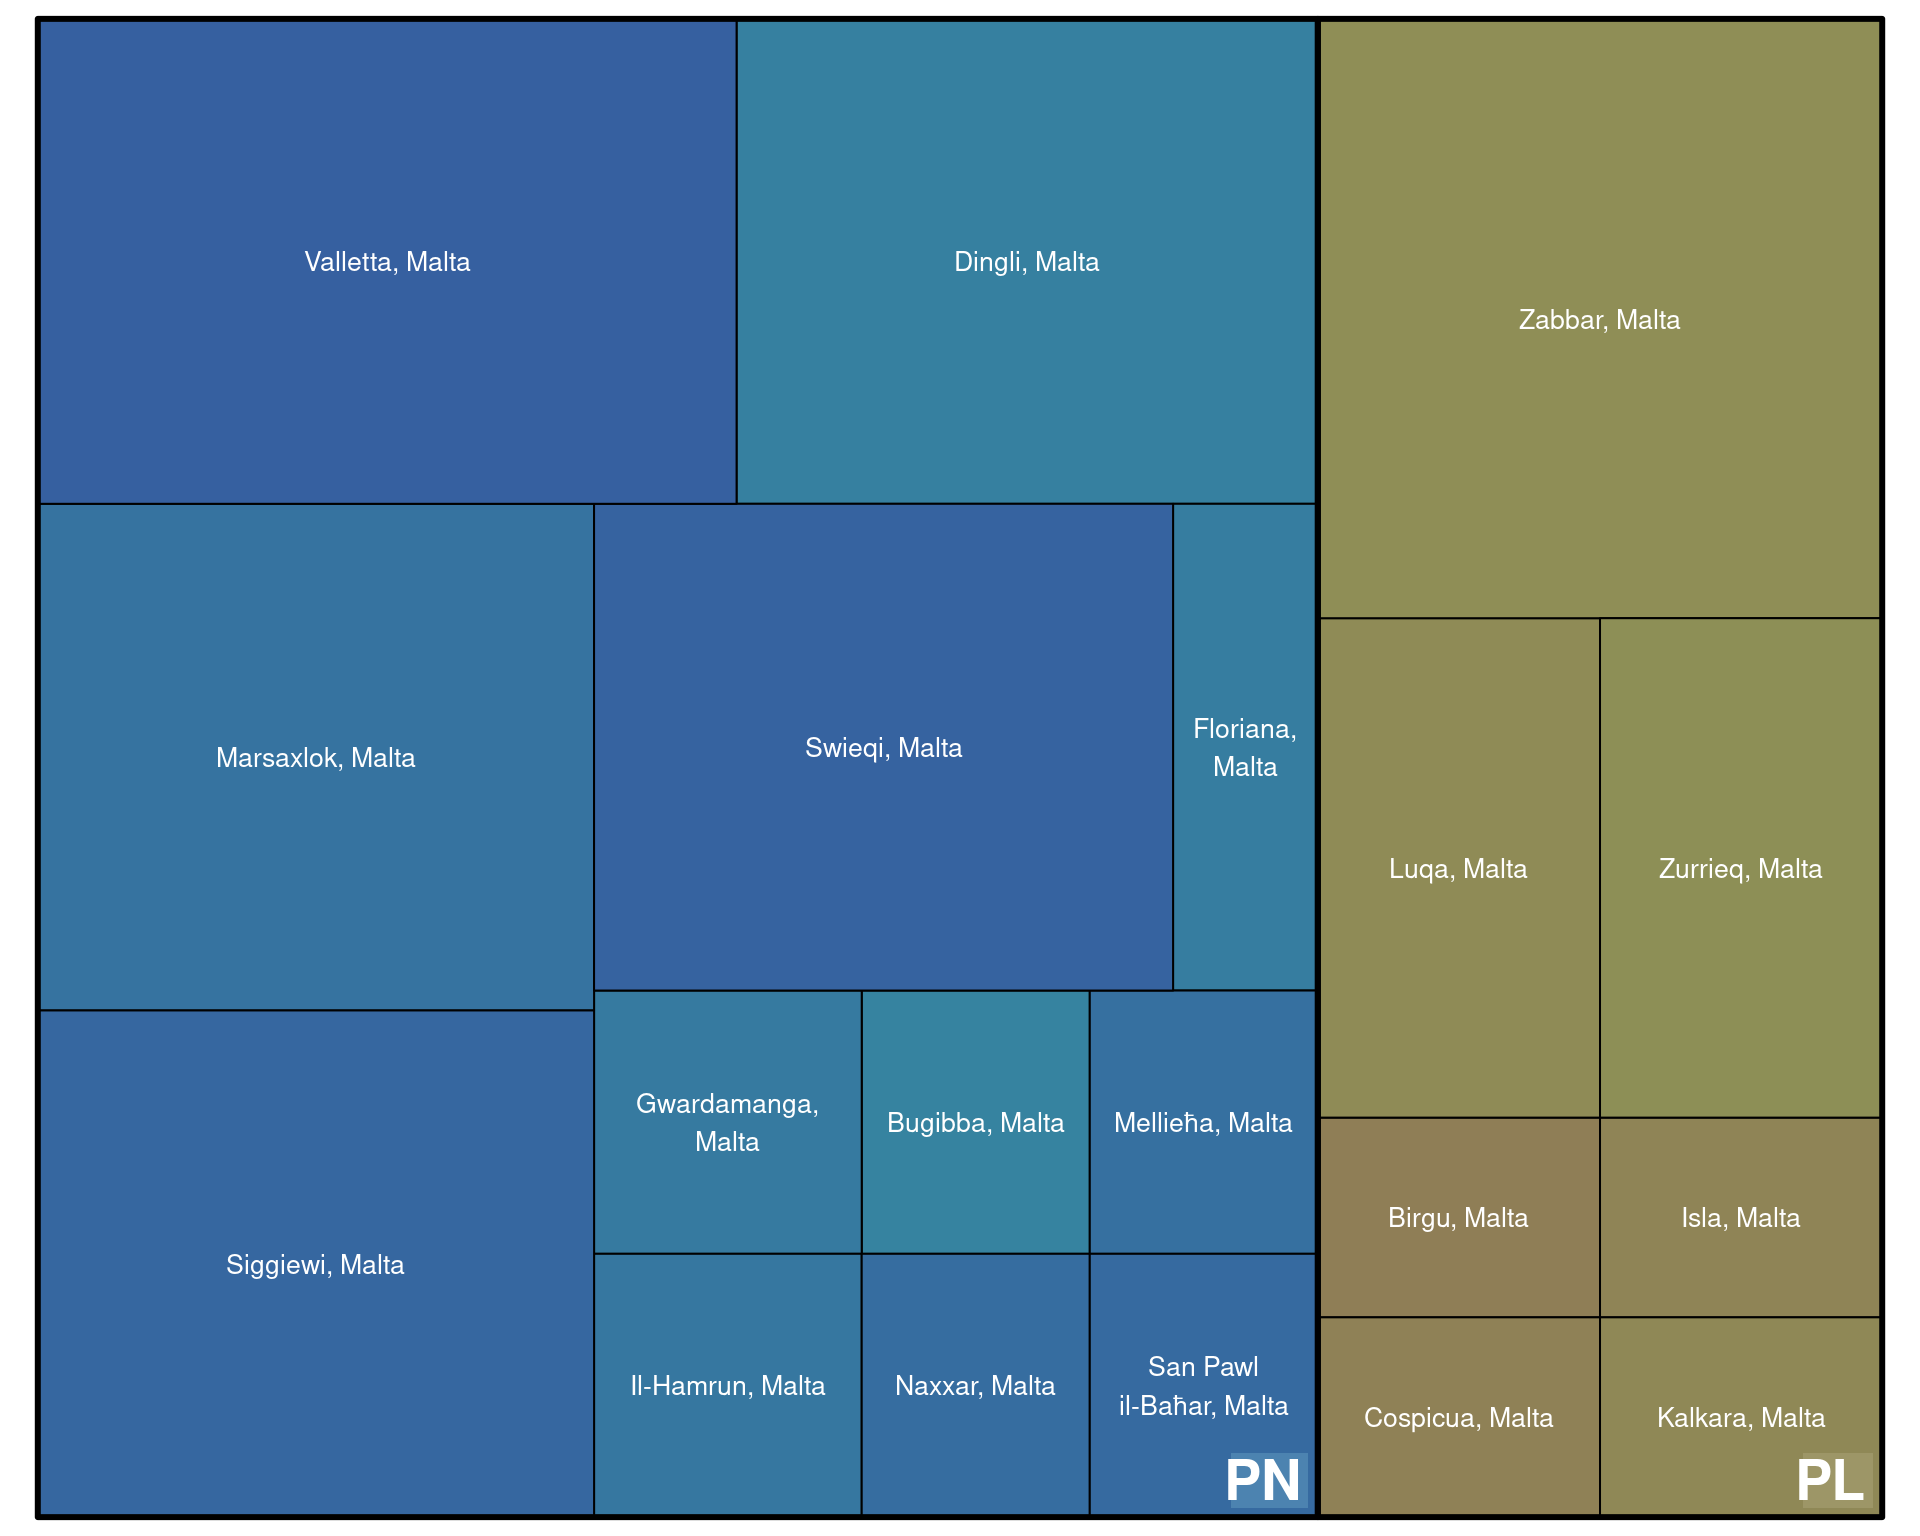 Valletta, Malta
Dingli, Malta
Zabbar, Malta
Marsaxlok, Malta
Swieqi, Malta
Floriana,
Malta
Luqa, Malta
Zurrieq, Malta
Siggiewi, Malta
Gwardamanga,
Malta
Bugibba, Malta
Mellieħa, Malta
Birgu, Malta
Isla, Malta
Il-Hamrun, Malta
Naxxar, Malta
San Pawl
il-Baħar, Malta
Cospicua, Malta
Kalkara, Malta
PN
PL